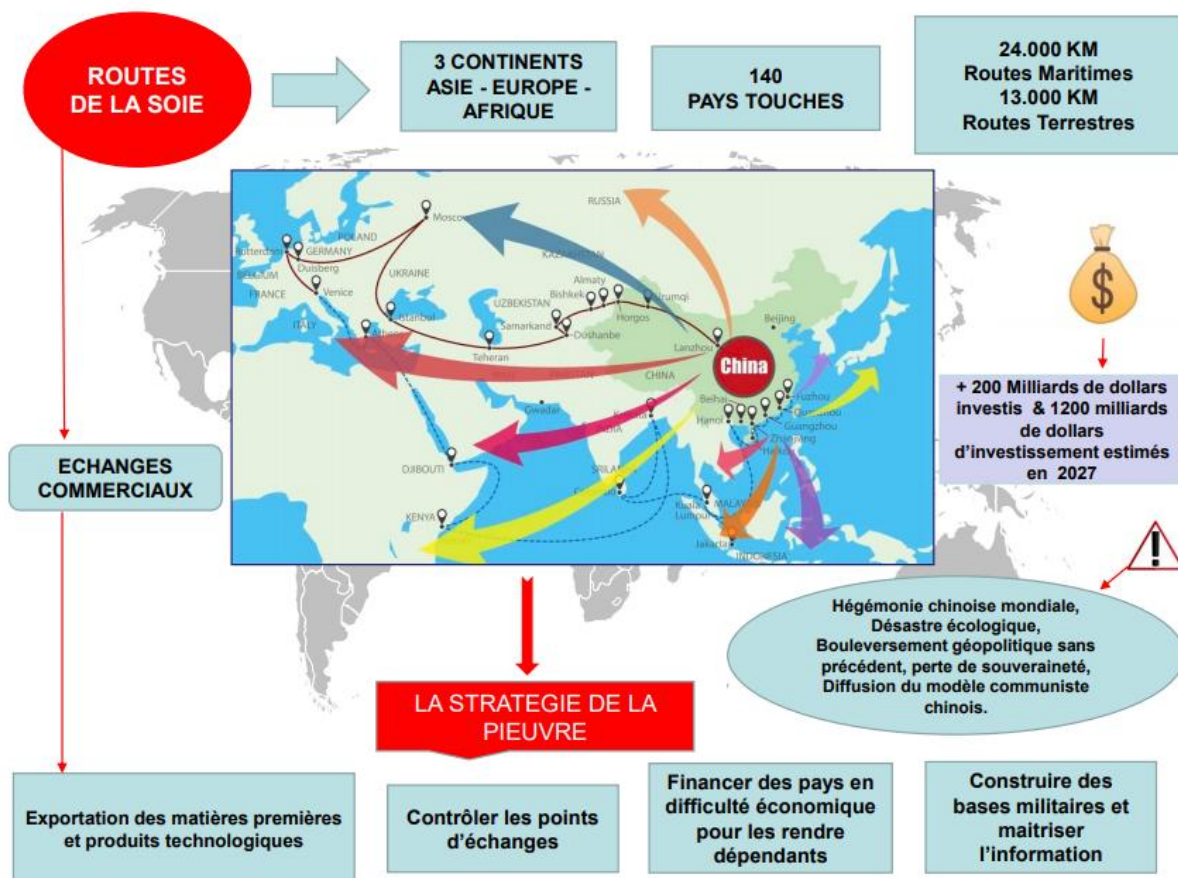 ROUTES
DE LA SOIE
3 CONTINENTS
ASIE - EUROPE -
AFRIQUE
140
PAYS TOUCHES
24.000 KM
Routes Maritimes
13.000 KM
Routes Terrestres
RUSSIA
Moscow
POLAND
Rotterdam
GERMANY
Duisberg
BELGIUM
FRANCE
Venice
ITALY
UKRAINE
Istanbul
Athens
KAZAKHSTAN
Almaty
Bishkek
UZBEKISTAN
Urumqi
Horgos
Samarkand
Dushanbe
Teheran
Beijing
Lanzhou
China
CHINA
Gwadar
INDIA
Beihai
Hanoi
Fuzhou
Guangzhou
Zhanjiang
DJIBOUTI
KENYA
Kuala
Lumpur
Jakarta
INDONESIA
+ 200 Milliards de dollars
investis & 1200 milliards
de dollars
d’investissement estimés
en 2027
ECHANGES
COMMERCIAUX
Hégémonie chinoise mondiale,
Désastre écologique,
Bouleversement géopolitique sans
précédent, perte de souveraineté,
Diffusion du modèle communiste
chinois.
LA STRATEGIE DE LA
PIEUVRE
Exportation des matières premières
et produits technologiques
Contrôler les points
d’échanges
Financer des pays en
difficulté économique
pour les rendre
dépendants
Construire des
bases militaires et
maitriser
l’information